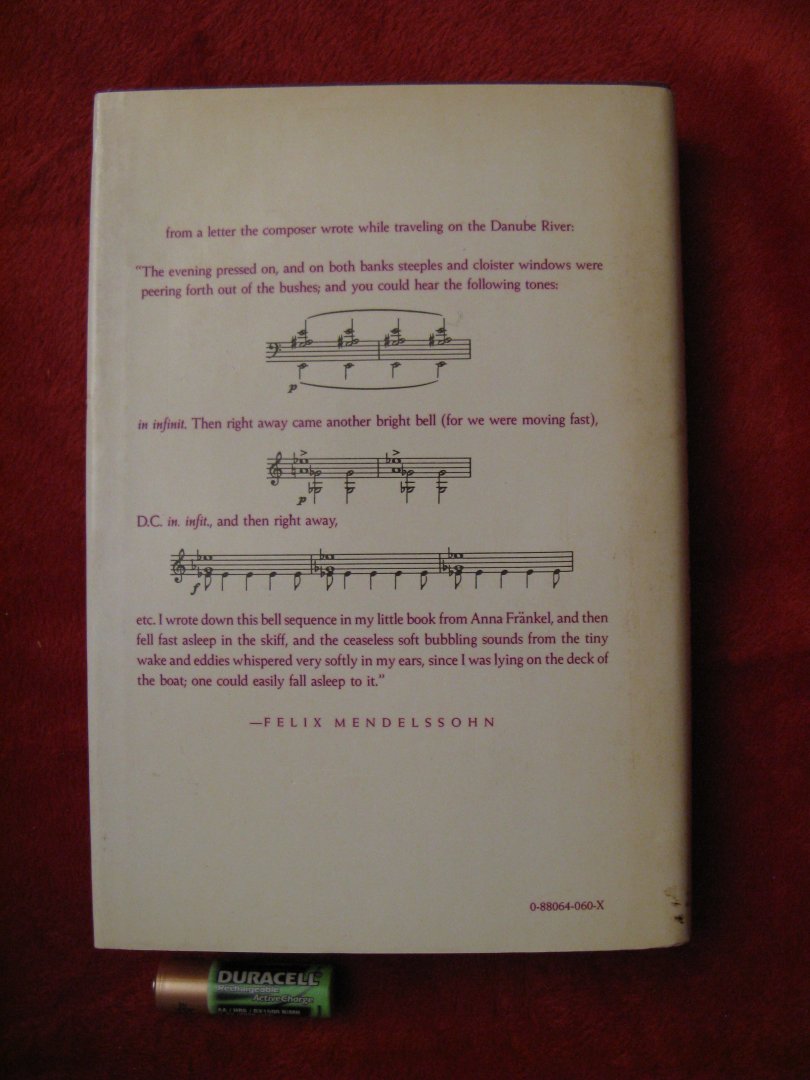 from a letter the composer wrote while traveling on the Danube River:
“The evening pressed on, and on both banks steeples and cloister windows were
peering forth out of the bushes; and you could hear the following tones:
p
in infinit. Then right away came another bright bell (for we were moving fast),
p
D.C. in. infit., and then right away,
f
etc. I wrote down this bell sequence in my little book from Anna Fränkel, and then
fell fast asleep in the skiff, and the ceaseless soft bubbling sounds from the tiny
wake and eddies whispered very softly in my ears, since I was lying on the deck of
the boat; one could easily fall asleep to it.”
—FELIX MENDELSSOHN
0-88064-060-X
DURACELL
Rechargeable
ActiveCharge